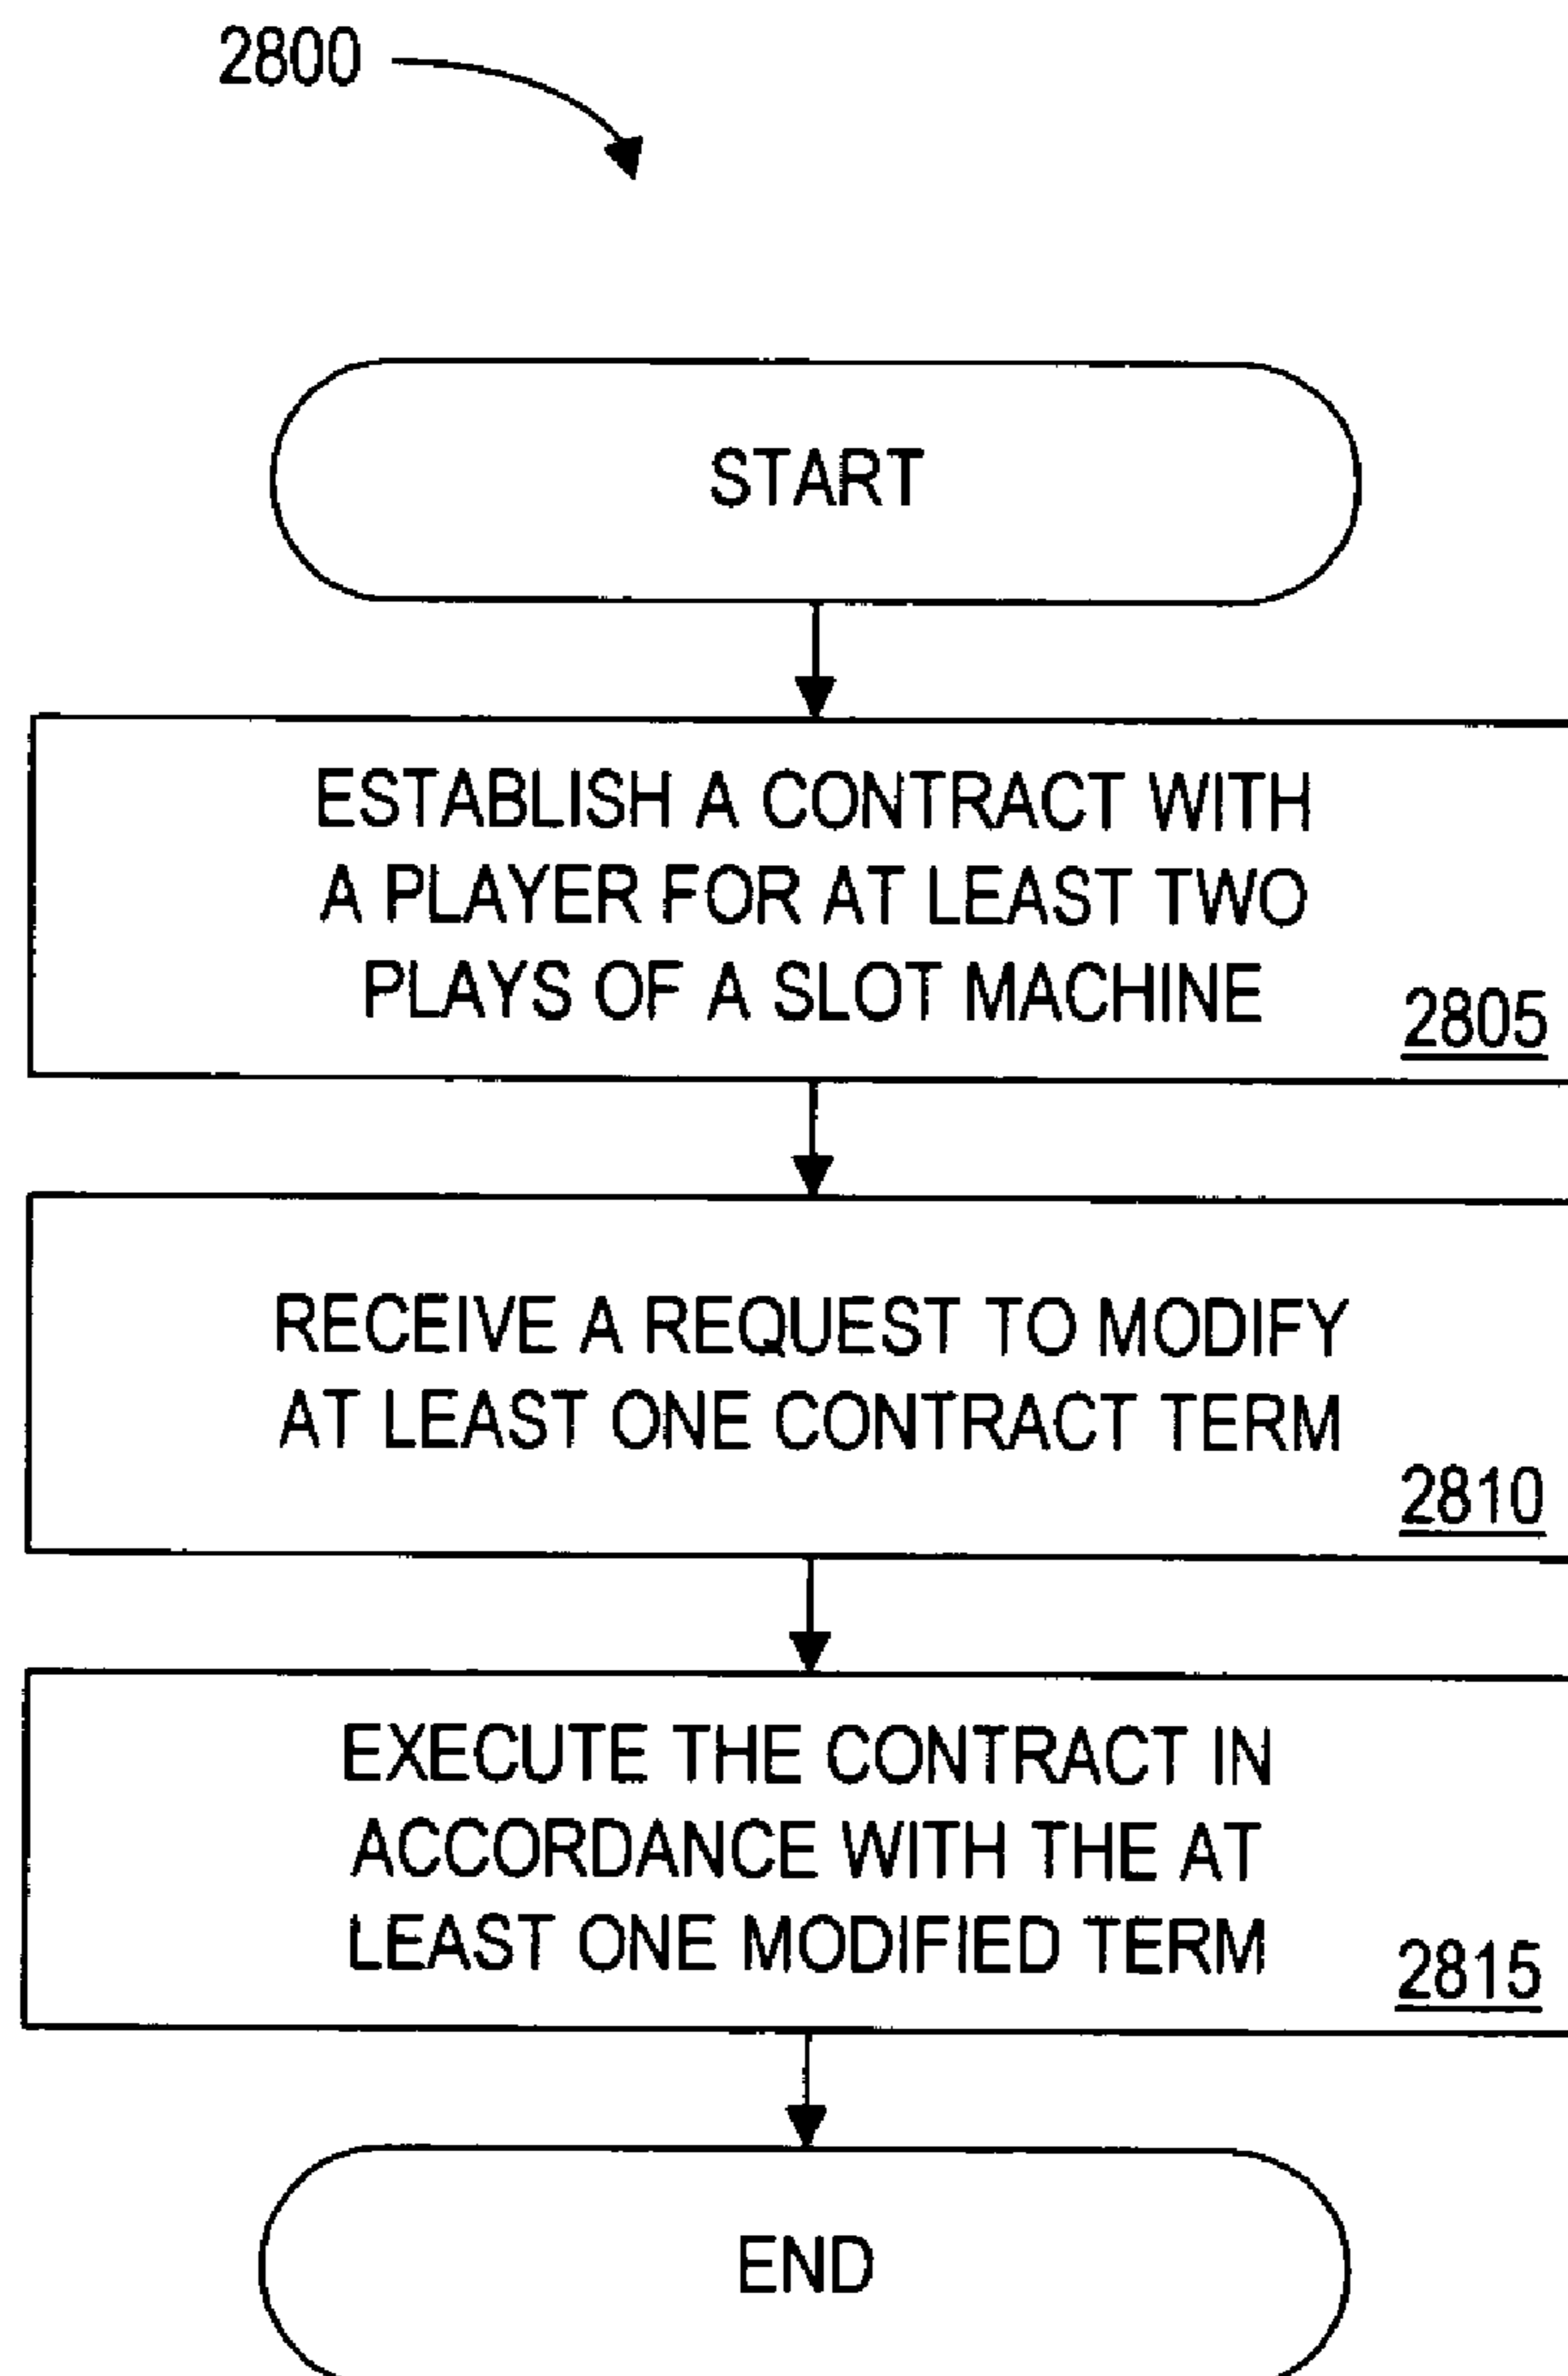 2800
START
ESTABLISH A CONTRACT WITH
A PLAYER FOR AT LEAST TWO
PLAYS OF A SLOT MACHINE
2805
RECEIVE A REQUEST TO MODIFY
AT LEAST ONE CONTRACT TERM
2810
EXECUTE THE CONTRACT IN
ACCORDANCE WITH THE AT
LEAST ONE MODIFIED TERM
2815
END